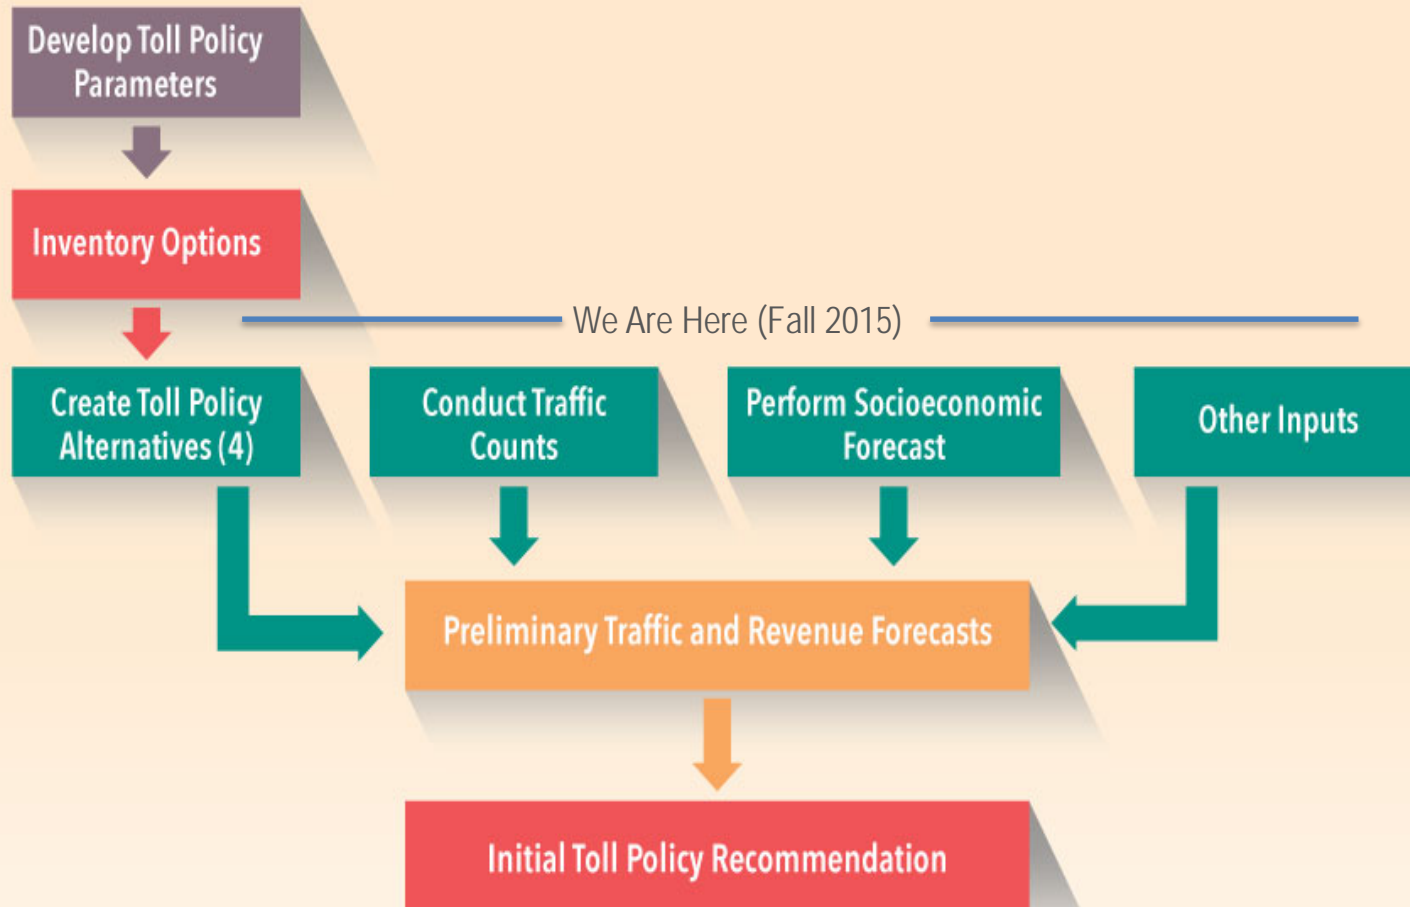 Develop Toll Policy
Parameters
Inventory Options
We Are Here (Fall 2015)
Create Toll Policy
Alternatives (4)
Conduct Traffic
Counts
Perform Socioeconomic
Forecast
Other Inputs
Preliminary Traffic and Revenue Forecasts
Initial Toll Policy Recommendation